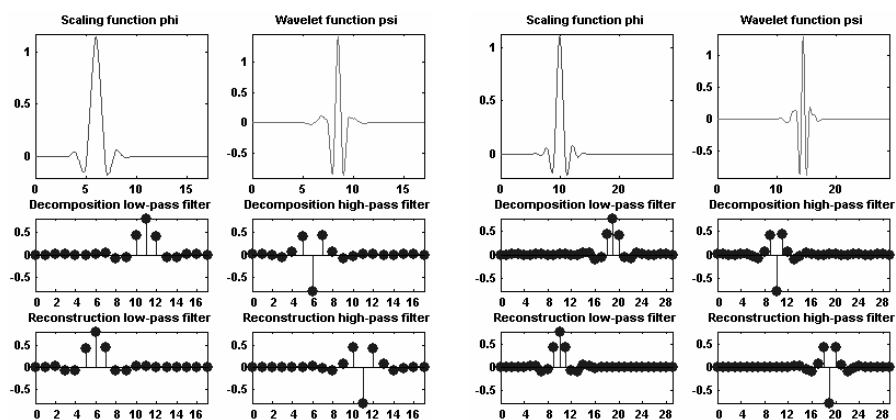 Scaling function phi
Wavelet function psi
Scaling function phi
Wavelet function psi
1
0.5
0
0 5 10 15
1
0.5
0
-0.5
0 5 10 15
1
0.5
0
0 10 20
1
0.5
0
-0.5
0 10 20
Decomposition low-pass filter
Decomposition high-pass filter
Decomposition low-pass filter
Decomposition high-pass filter
0.5
0
-0.5
0 2 4 6 8 10 12 14 16
0.5
0
-0.5
0 2 4 6 8 10 12 14 16
0.5
0
-0.5
0 4 8 12 16 20 24 28
0.5
0
-0.5
0 4 8 12 16 20 24 28
Reconstruction low-pass filter
Reconstruction high-pass filter
Reconstruction low-pass filter
Reconstruction high-pass filter
0.5
0
-0.5
0 2 4 6 8 10 12 14 16
0.5
0
-0.5
0 2 4 6 8 10 12 14 16
0.5
0
-0.5
0 4 8 12 16 20 24 28
0.5
0
-0.5
0 4 8 12 16 20 24 28